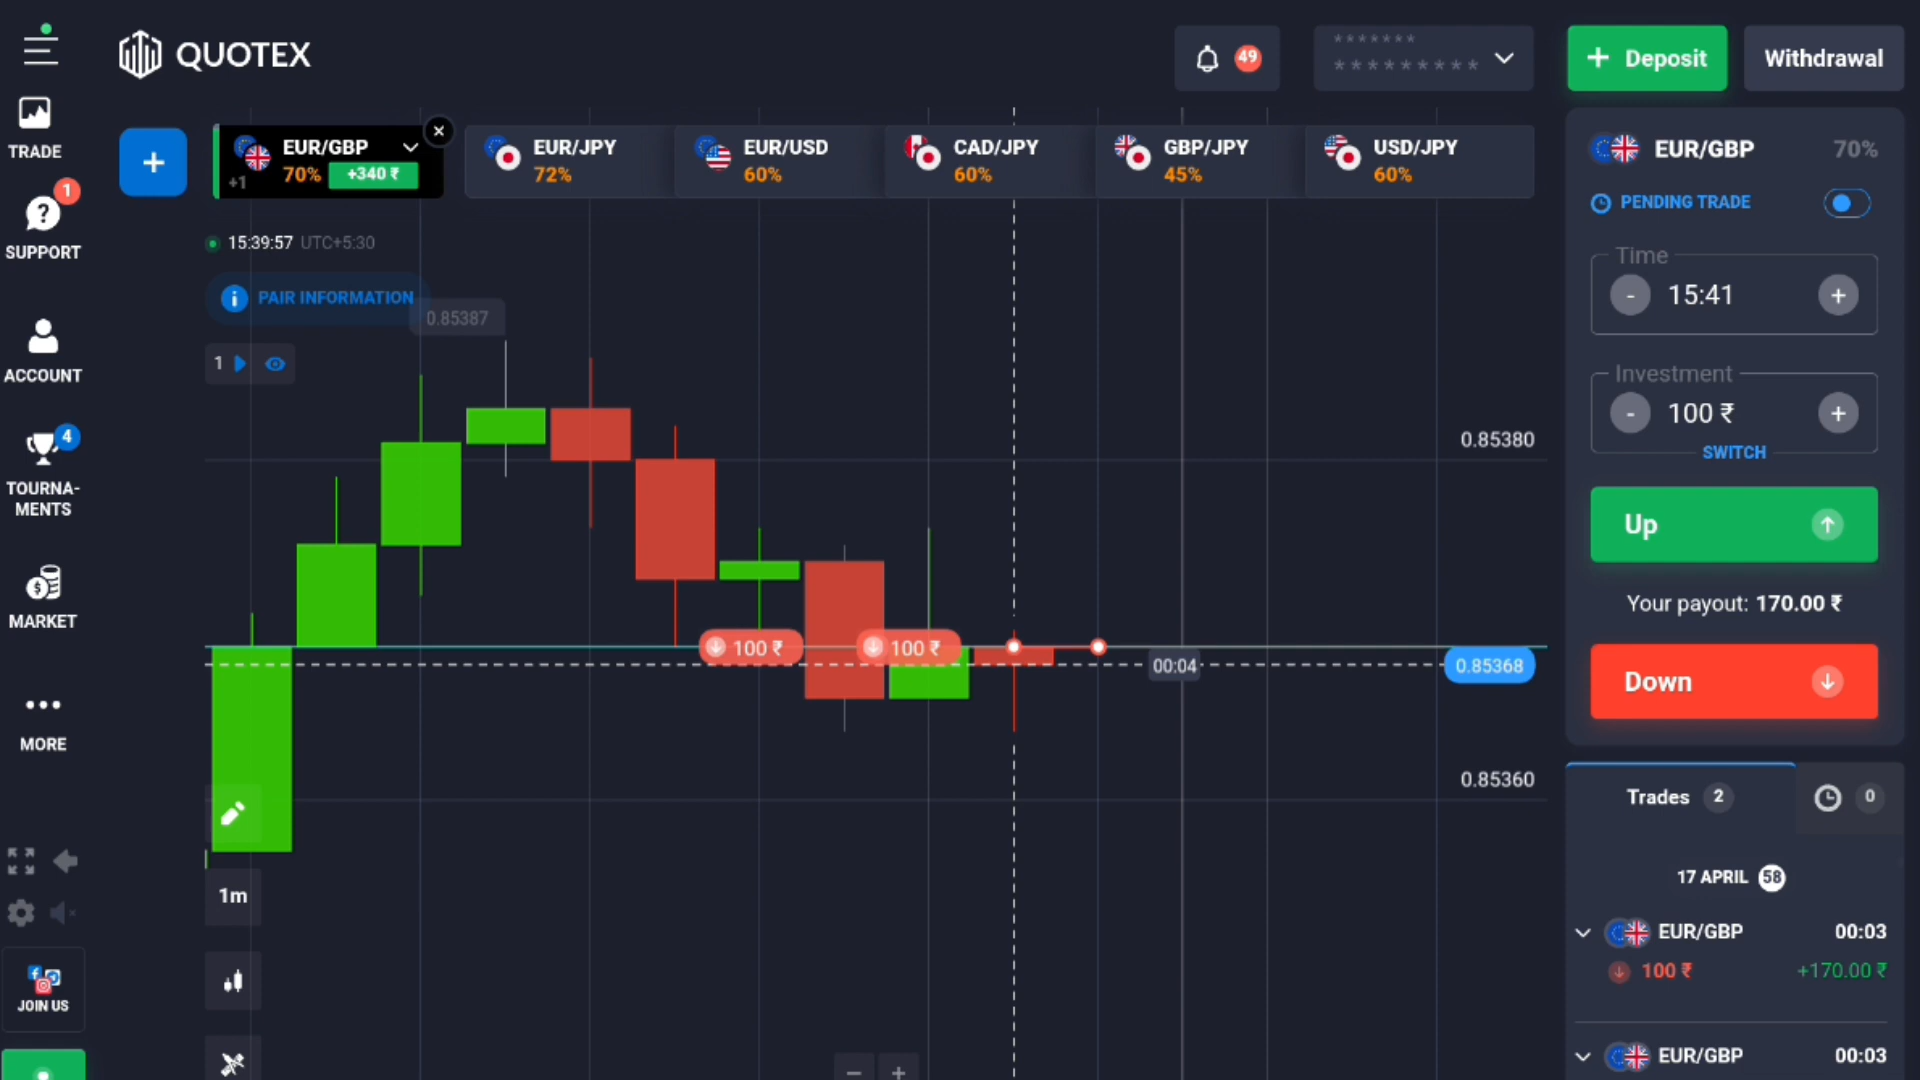 QUOTEX
49
*******
*********
+ Deposit
Withdrawal
TRADE
1
SUPPORT
ACCOUNT
4
TOURNA-
MENTS
MARKET
MORE
JOIN US
+
EUR/GBP
+1 70% +340 ₹
EUR/JPY
72%
EUR/USD
60%
CAD/JPY
60%
GBP/JPY
45%
USD/JPY
60%
15:39:57 UTC+5:30
PAIR INFORMATION
0.85387
1
0.85380
100 ₹
100 ₹
00:04
0.85368
0.85360
1m
− +
EUR/GBP 70%
PENDING TRADE
Time
- 15:41 +
Investment
- 100 ₹ +
SWITCH
Up
Your payout: 170.00 ₹
Down
Trades 2
0
17 APRIL 58
EUR/GBP 00:03
100 ₹ +170.00 ₹
EUR/GBP 00:03